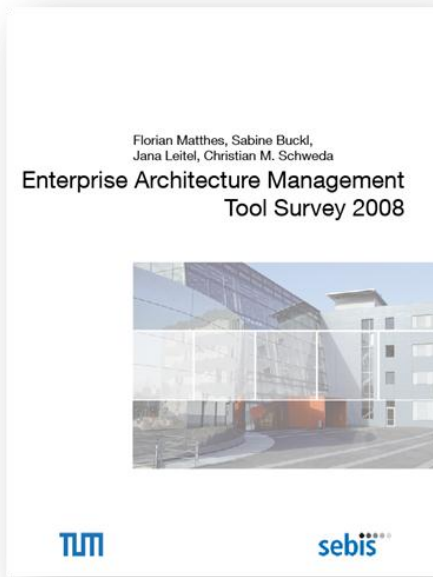 Florian Matthes, Sabine Buckl,
Jana Leitel, Christian M. Schweda
Enterprise Architecture Management
Tool Survey 2008
TUM
sebis